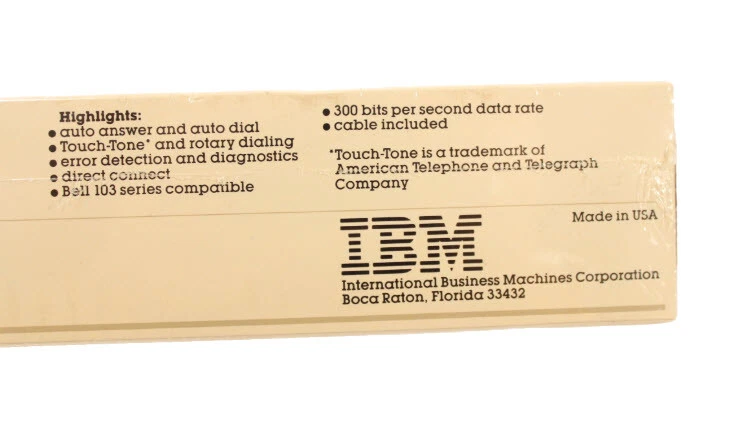 Highlights:
• auto answer and auto dial
• Touch-Tone* and rotary dialing
• error detection and diagnostics
• direct connect
• Bell 103 series compatible
• 300 bits per second data rate
• cable included
*Touch-Tone is a trademark of
American Telephone and Telegraph
Company
IBM
Made in USA
International Business Machines Corporation
Boca Raton, Florida 33432